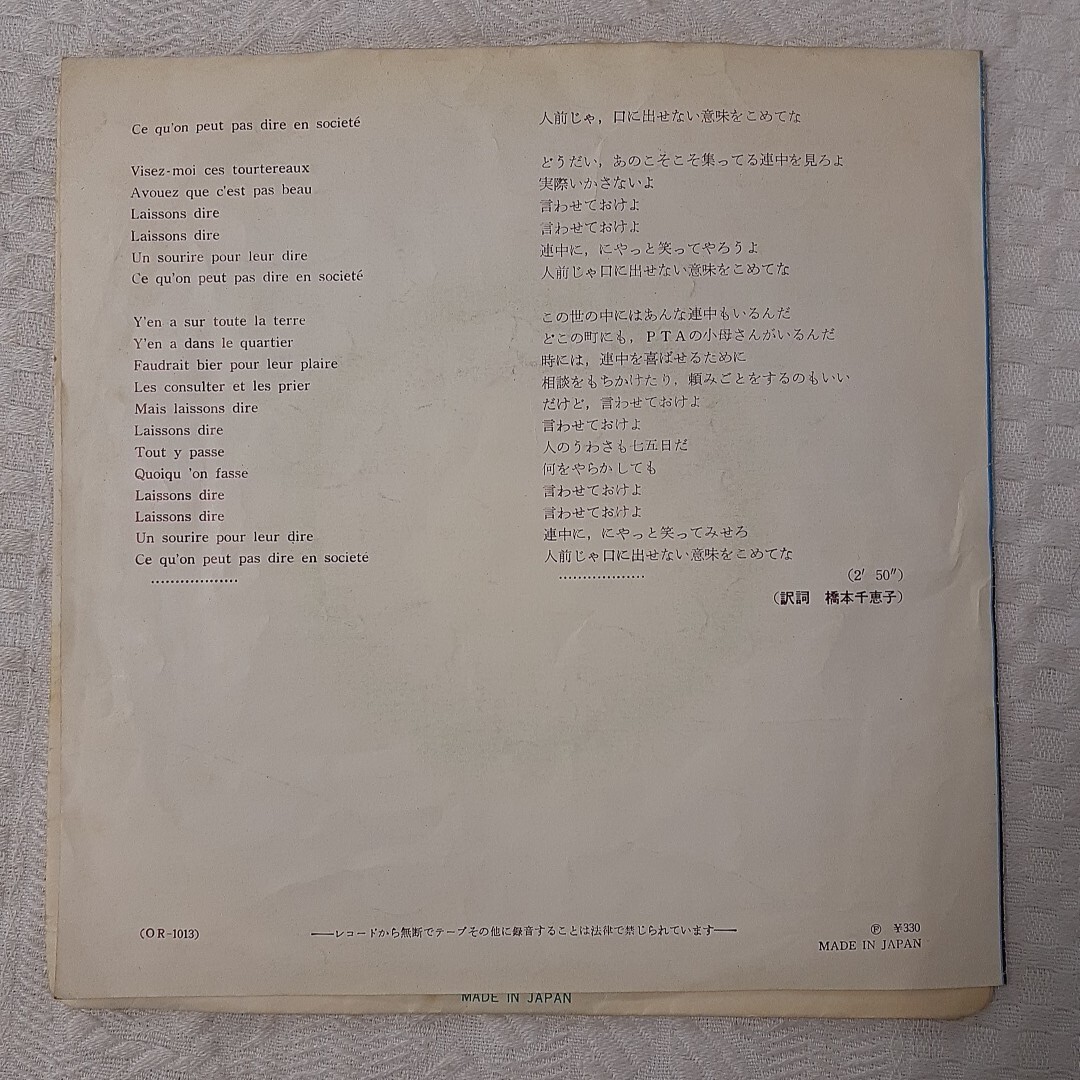 Ce qu'on peut pas dire en societé
Visez-moi ces tourtereaux
Avouez que c'est pas beau
Laissons dire
Laissons dire
Un sourire pour leur dire
Ce qu'on peut pas dire en societé
Y'en a sur toute la terre
Y'en a dans le quartier
Faudrait bier pour leur plaire
Les consulter et les prier
Mais laissons dire
Laissons dire
Tout y passe
Quoiqu 'on fasse
Laissons dire
Laissons dire
Un sourire pour leur dire
Ce qu'on peut pas dire en societé
………………
人前じゃ，口に出せない意味をこめてな
どうだい，あのこそこそ集ってる連中を見ろよ
実際いかさないよ
言わせておけよ
言わせておけよ
連中に，にやっと笑ってやろうよ
人前じゃ口に出せない意味をこめてな
この世の中にはあんな連中もいるんだ
どこの町にも，PTAの小母さんがいるんだ
時には，連中を喜ばせるために
相談をもちかけたり，頼みごとをするのもいい
だけど，言わせておけよ
言わせておけよ
人のうわさも七五日だ
何をやらかしても
言わせておけよ
言わせておけよ
連中に，にやっと笑ってみせろ
人前じゃ口に出せない意味をこめてな
………………
(2′ 50″)
(訳詞　橋本千恵子)
(OR-1013)
──レコードから無断でテープその他に録音することは法律で禁じられています──
Ⓟ ¥330
MADE IN JAPAN
MADE IN JAPAN